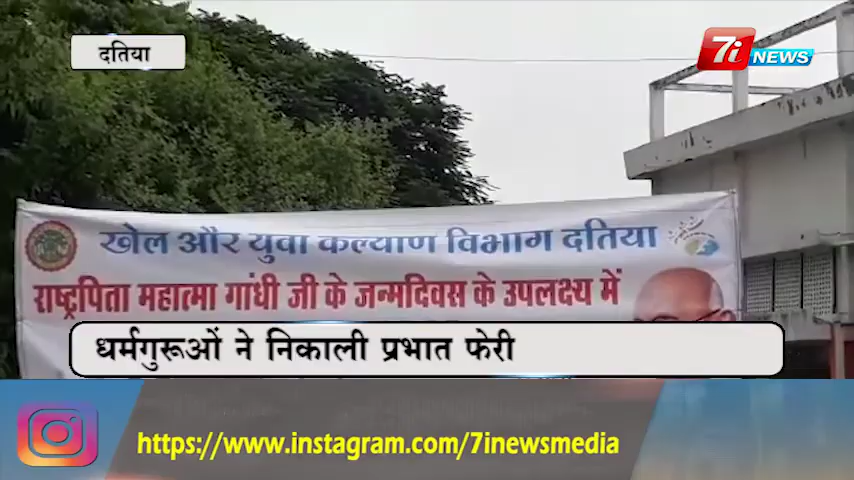 दतिया
7i NEWS
खेल और युवा कल्याण विभाग दतिया
राष्ट्रपिता महात्मा गांधी जी के जन्मदिवस के उपलक्ष्य में
धर्मगुरूओं ने निकाली प्रभात फेरी
https://www.instagram.com/7inewsmedia